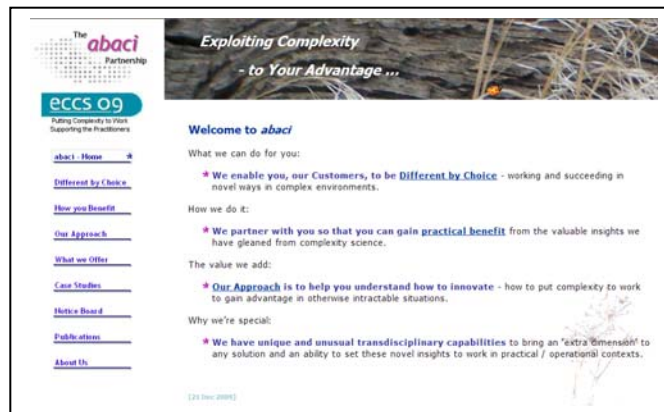 The
abaci
Partnership
Exploiting Complexity
- to Your Advantage ...
eccs 09
Putting Complexity to Work
Supporting the Practitioners
abaci - Home *
Different by Choice
How you Benefit
Our Approach
What we Offer
Case Studies
Notice Board
Publications
About Us
Welcome to abaci
What we can do for you:
* We enable you, our Customers, to be Different by Choice - working and succeeding in
novel ways in complex environments.
How we do it:
* We partner with you so that you can gain practical benefit from the valuable insights we
have gleaned from complexity science.
The value we add:
* Our Approach is to help you understand how to innovate - how to put complexity to work
to gain advantage in otherwise intractable situations.
Why we're special:
* We have unique and unusual transdisciplinary capabilities to bring an "extra dimension" to
any solution and an ability to set these novel insights to work in practical / operational contexts.
[21 Dec 2009]